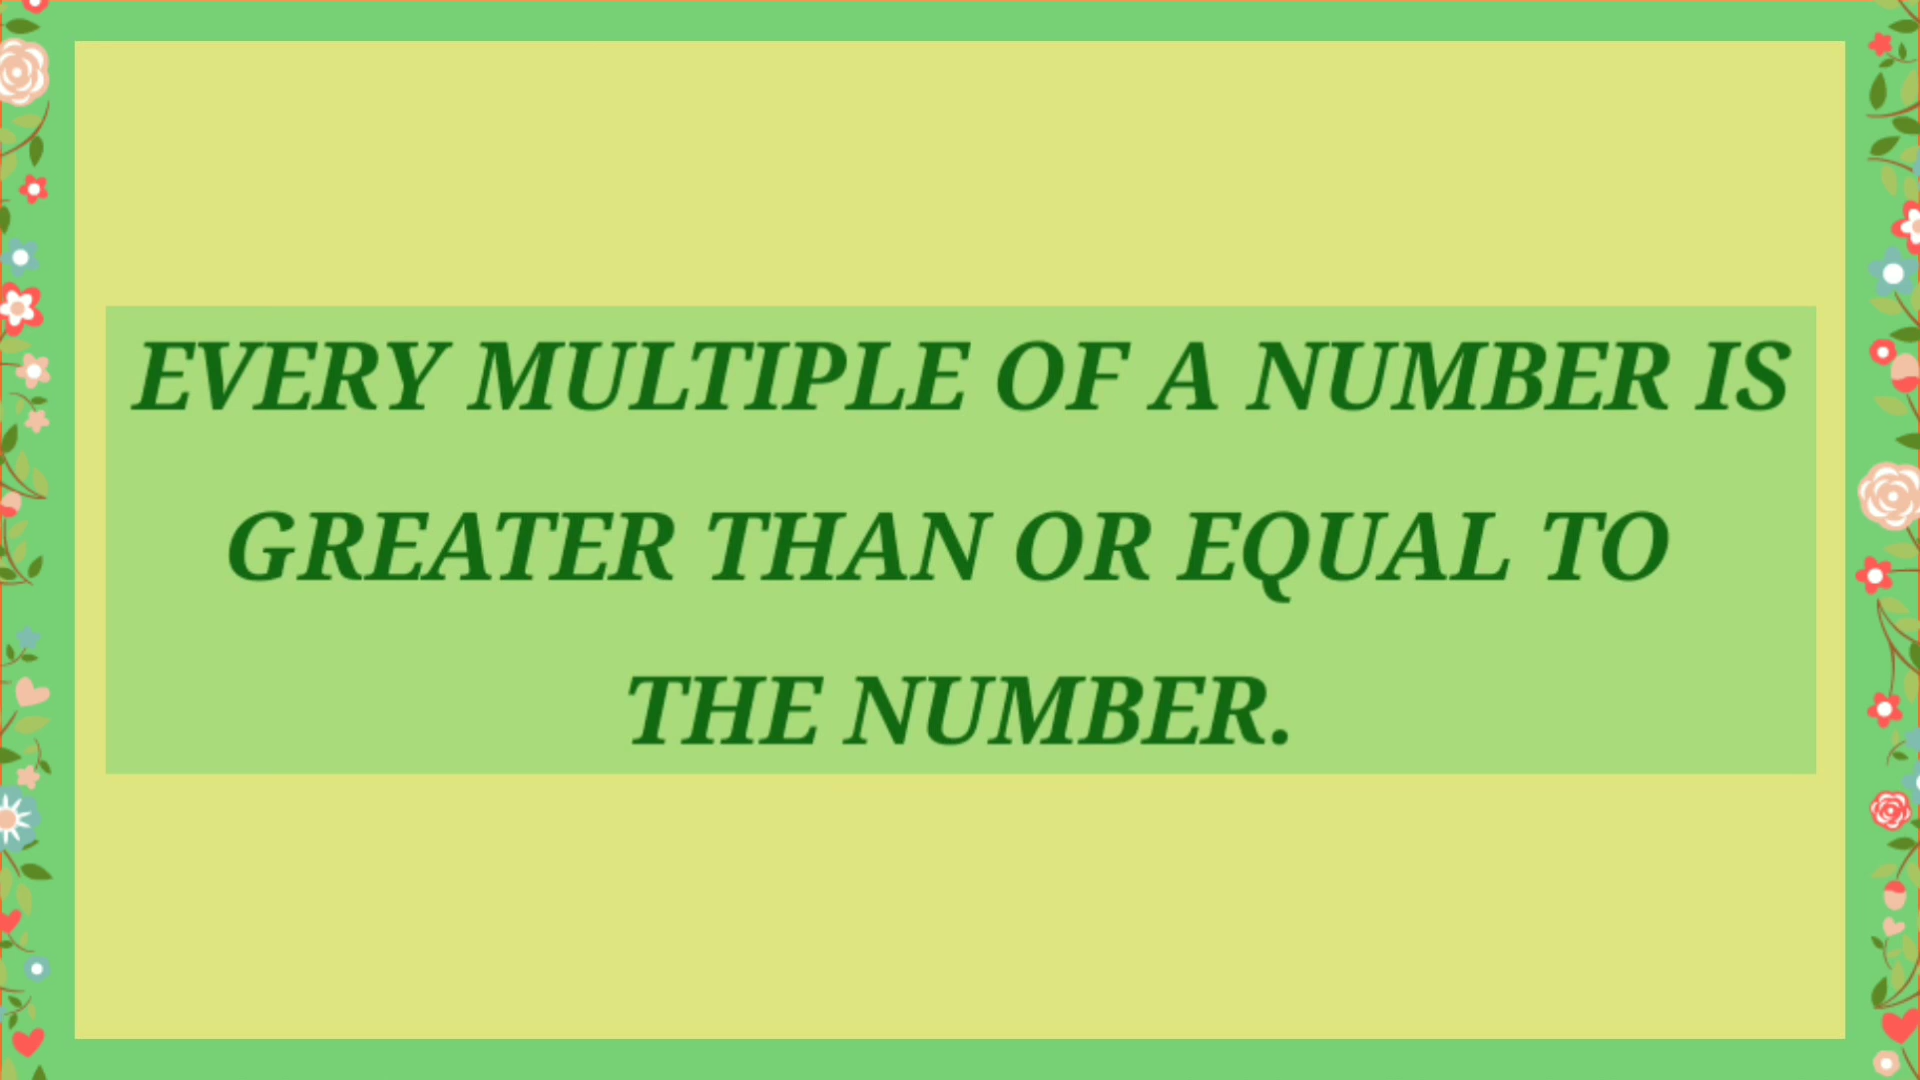 EVERY MULTIPLE OF A NUMBER IS
GREATER THAN OR EQUAL TO
THE NUMBER.